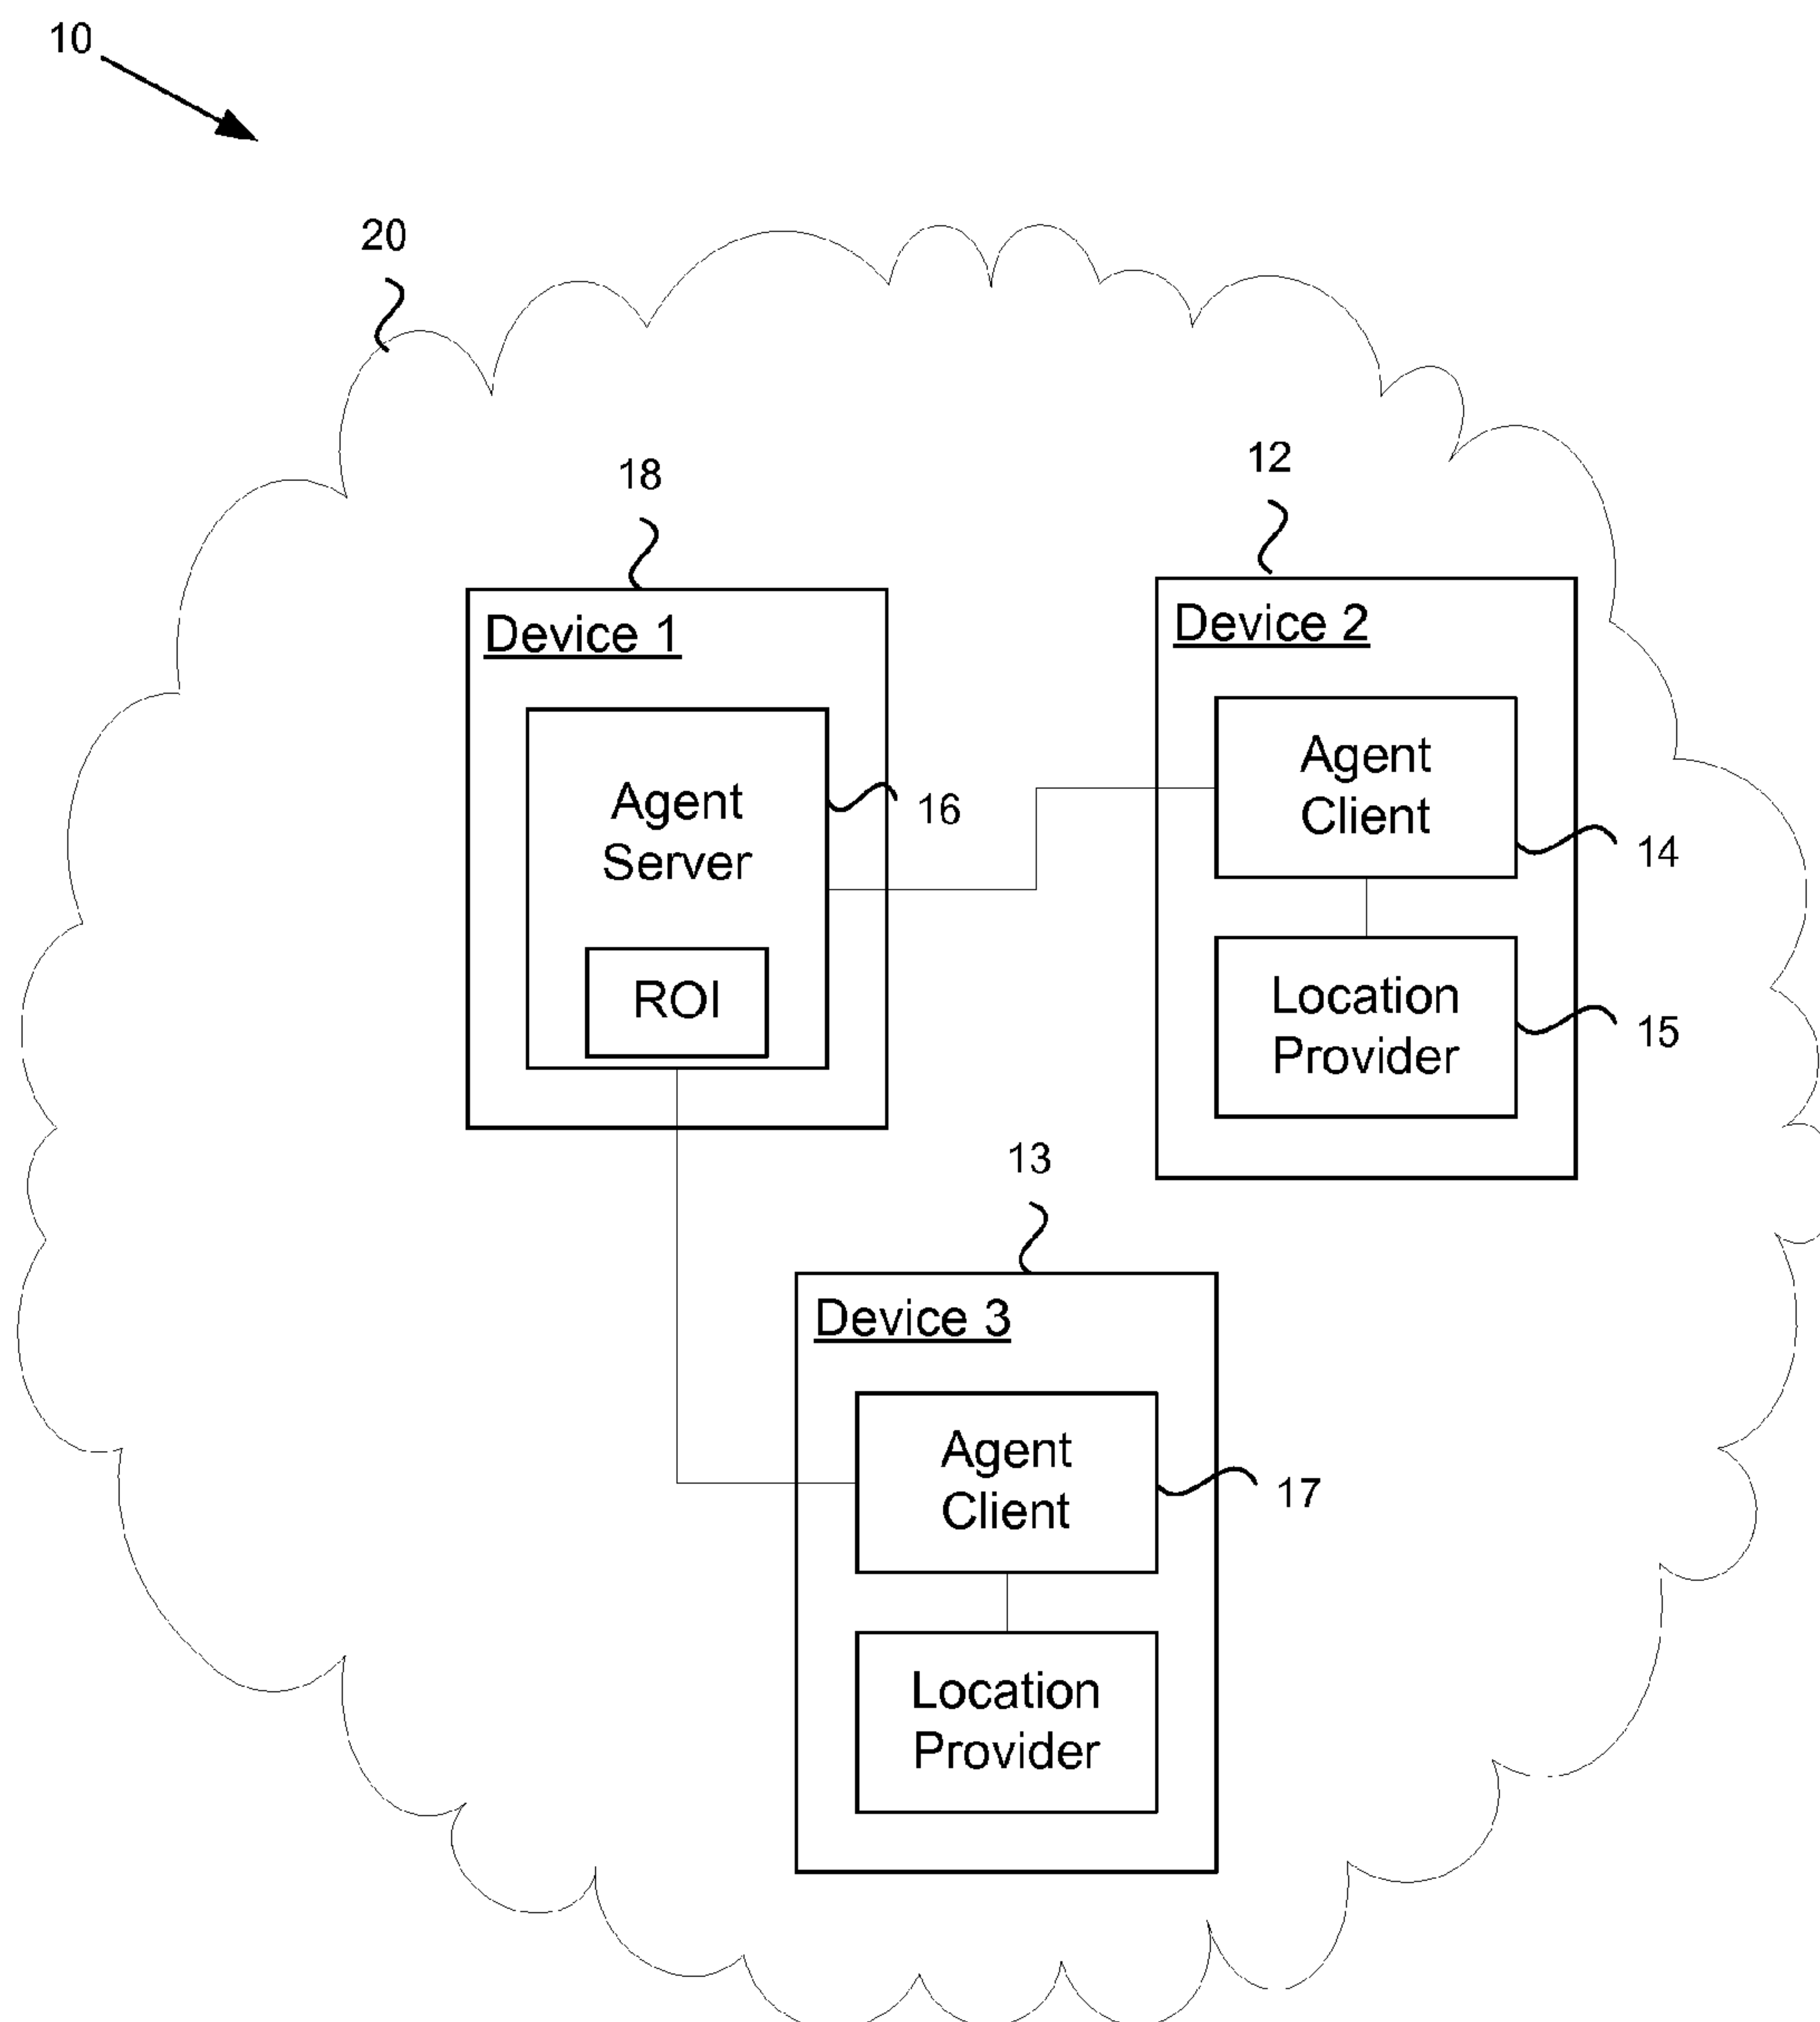 10
20
18
12
Device 1
Device 2
Agent
Server
16
ROI
Agent
Client
14
Location
Provider
15
13
Device 3
Agent
Client
17
Location
Provider